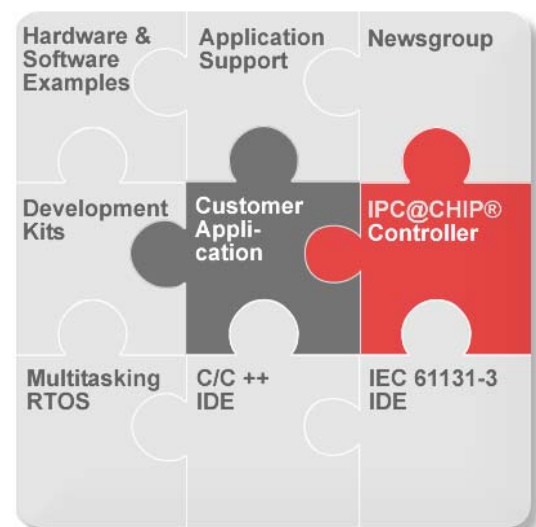 Hardware &
Software
Examples
Application
Support
Newsgroup
Development
Kits
Customer
Appli-
cation
IPC@CHIP®
Controller
Multitasking
RTOS
C/C ++
IDE
IEC 61131-3
IDE